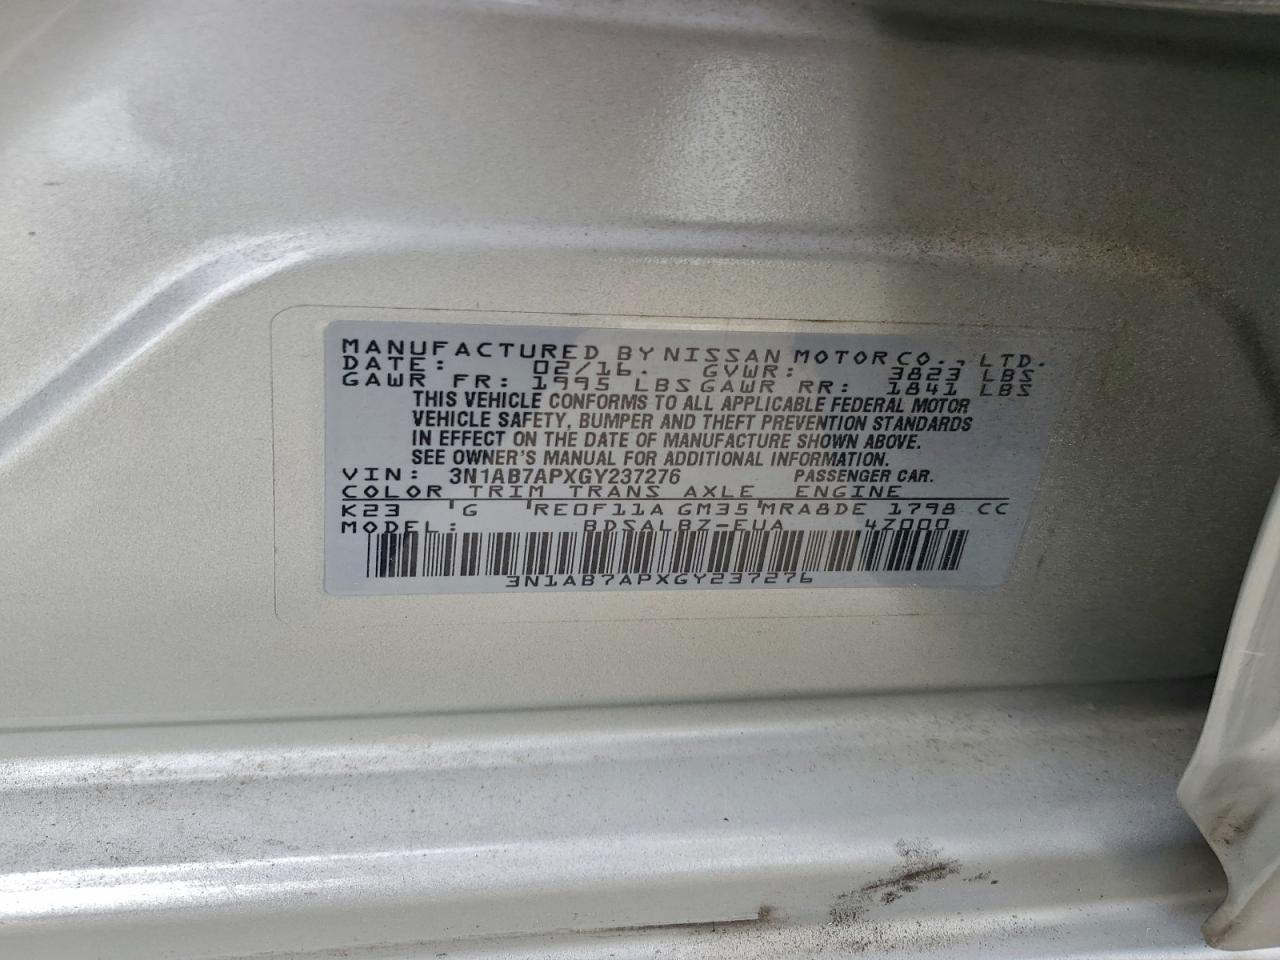 MANUFACTURED BY NISSAN MOTOR CO., LTD.
DATE: 02/16. GVWR: 3823 LBS
GAWR FR: 1995 LBS GAWR RR: 1841 LBS
THIS VEHICLE CONFORMS TO ALL APPLICABLE FEDERAL MOTOR
VEHICLE SAFETY, BUMPER AND THEFT PREVENTION STANDARDS
IN EFFECT ON THE DATE OF MANUFACTURE SHOWN ABOVE.
SEE OWNER'S MANUAL FOR ADDITIONAL INFORMATION.
VIN: 3N1AB7APXGY237276 PASSENGER CAR.
COLOR TRIM TRANS AXLE ENGINE
K23 'G 'RE0F11A GM35'MRA8DE 1798 CC
MODEL: BDSALBZ-EUA 4Z000
3N1AB7APXGY237276